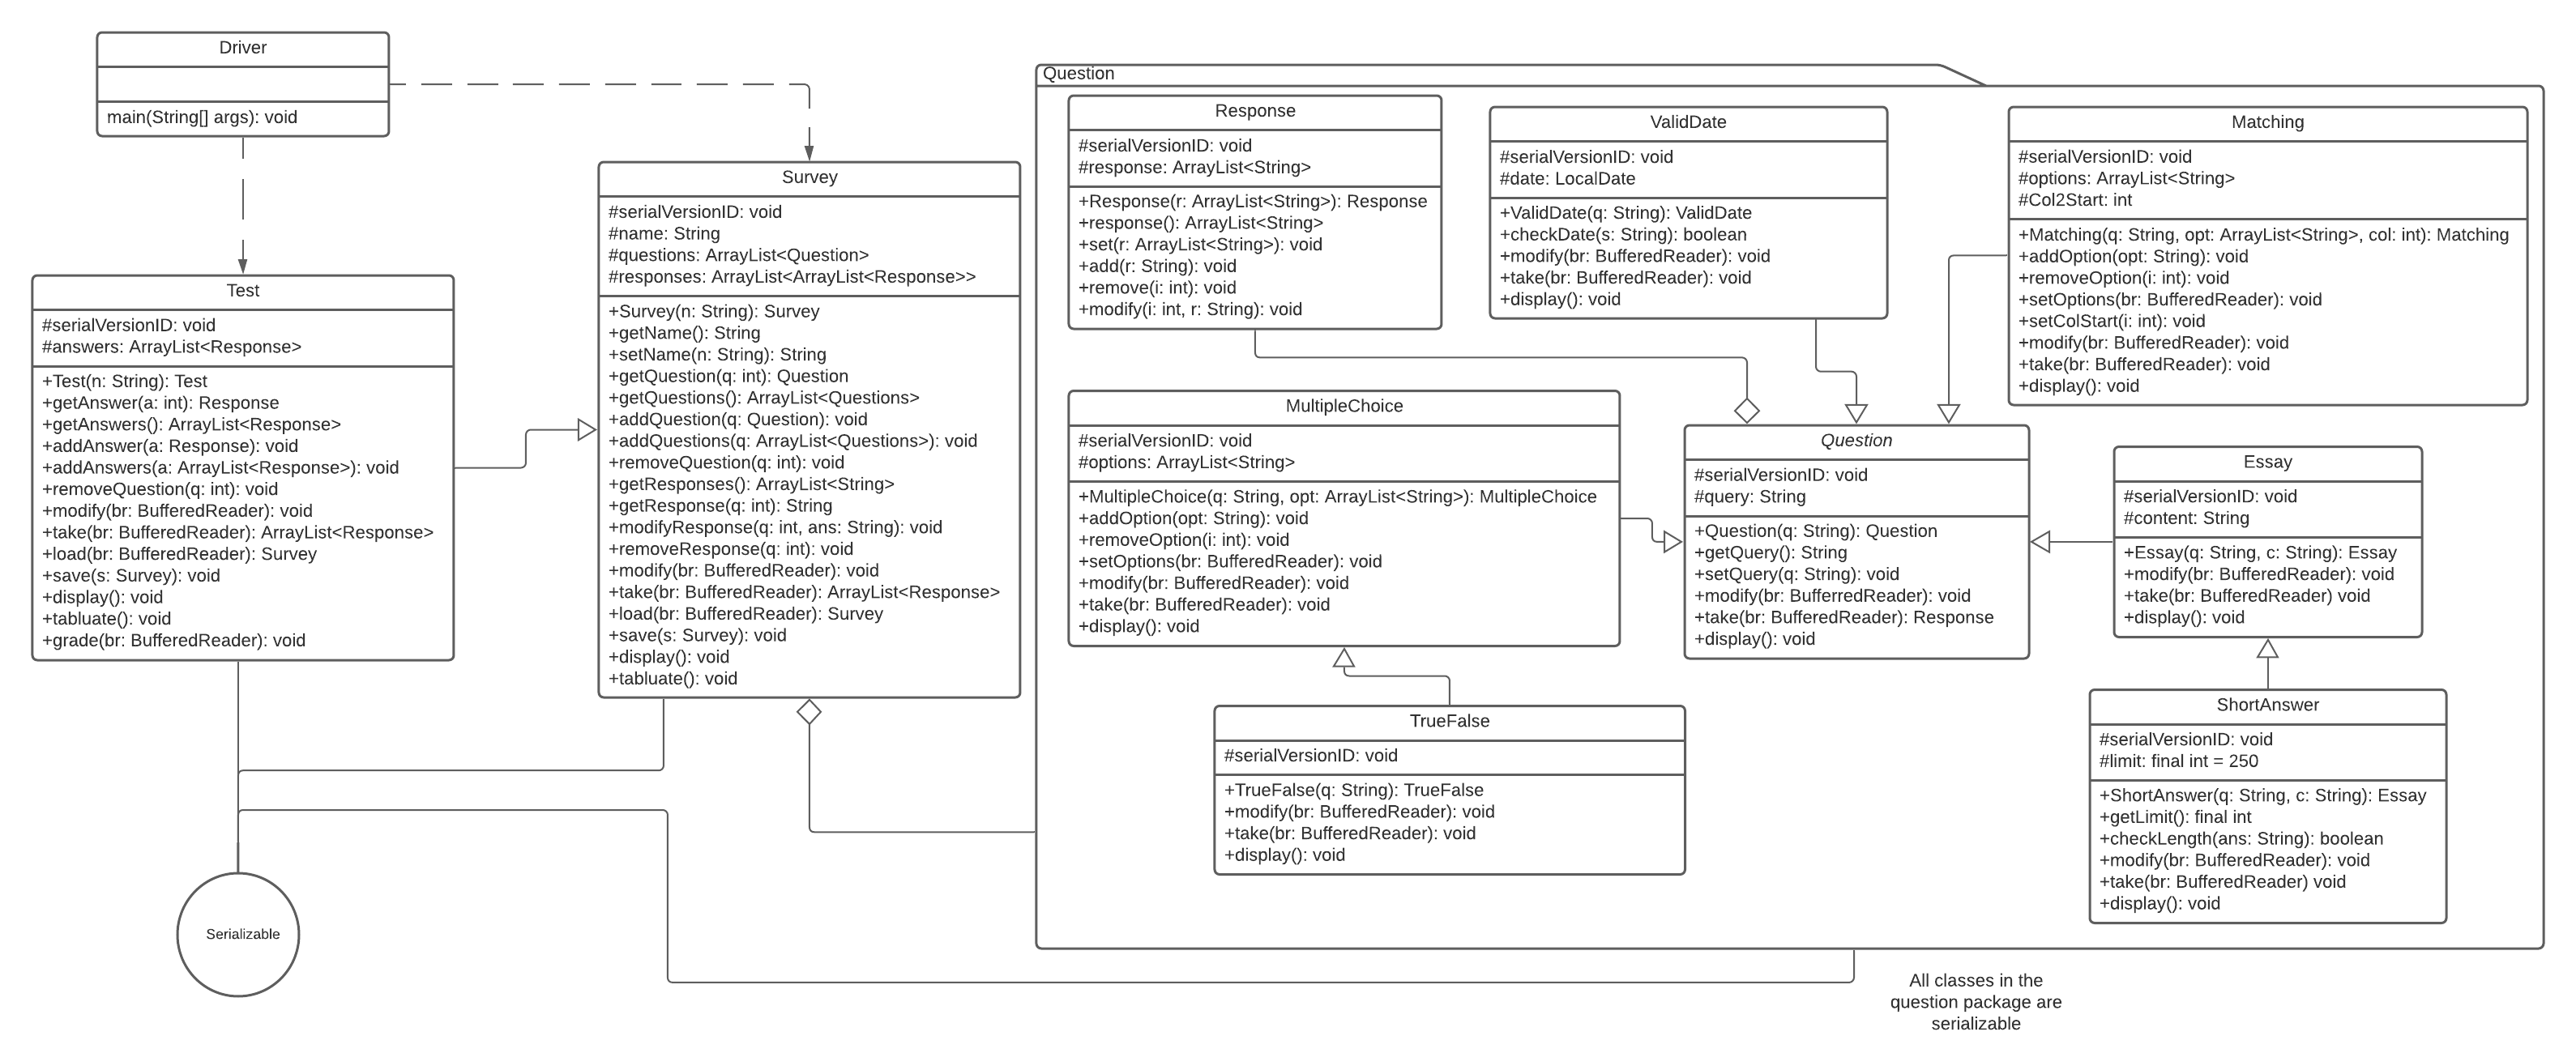 Driver
main(String[] args): void
Test
#serialVersionID: void
#answers: ArrayList<Response>
+Test(n: String): Test
+getAnswer(a: int): Response
+getAnswers(): ArrayList<Response>
+addAnswer(a: Response): void
+addAnswers(a: ArrayList<Response>): void
+removeQuestion(q: int): void
+modify(br: BufferedReader): void
+take(br: BufferedReader): ArrayList<Response>
+load(br: BufferedReader): Survey
+save(s: Survey): void
+display(): void
+tabluate(): void
+grade(br: BufferedReader): void
Serializable
Survey
#serialVersionID: void
#name: String
#questions: ArrayList<Question>
#responses: ArrayList<ArrayList<Response>>
+Survey(n: String): Survey
+getName(): String
+setName(n: String): String
+getQuestion(q: int): Question
+getQuestions(): ArrayList<Questions>
+addQuestion(q: Question): void
+addQuestions(q: ArrayList<Questions>): void
+removeQuestion(q: int): void
+getResponses(): ArrayList<String>
+getResponse(q: int): String
+modifyResponse(q: int, ans: String): void
+removeResponse(q: int): void
+modify(br: BufferedReader): void
+take(br: BufferedReader): ArrayList<Response>
+load(br: BufferedReader): Survey
+save(s: Survey): void
+display(): void
+tabluate(): void
Question
Response
#serialVersionID: void
#response: ArrayList<String>
+Response(r: ArrayList<String>): Response
+response(): ArrayList<String>
+set(r: ArrayList<String>): void
+add(r: String): void
+remove(i: int): void
+modify(i: int, r: String): void
ValidDate
#serialVersionID: void
#date: LocalDate
+ValidDate(q: String): ValidDate
+checkDate(s: String): boolean
+modify(br: BufferedReader): void
+take(br: BufferedReader): void
+display(): void
Matching
#serialVersionID: void
#options: ArrayList<String>
#Col2Start: int
+Matching(q: String, opt: ArrayList<String>, col: int): Matching
+addOption(opt: String): void
+removeOption(i: int): void
+setOptions(br: BufferedReader): void
+setColStart(i: int): void
+modify(br: BufferedReader): void
+take(br: BufferedReader): void
+display(): void
MultipleChoice
#serialVersionID: void
#options: ArrayList<String>
+MultipleChoice(q: String, opt: ArrayList<String>): MultipleChoice
+addOption(opt: String): void
+removeOption(i: int): void
+setOptions(br: BufferedReader): void
+modify(br: BufferedReader): void
+take(br: BufferedReader): void
+display(): void
Question
#serialVersionID: void
#query: String
+Question(q: String): Question
+getQuery(): String
+setQuery(q: String): void
+modify(br: BufferredReader): void
+take(br: BufferedReader): Response
+display(): void
Essay
#serialVersionID: void
#content: String
+Essay(q: String, c: String): Essay
+modify(br: BufferedReader): void
+take(br: BufferedReader) void
+display(): void
TrueFalse
#serialVersionID: void
+TrueFalse(q: String): TrueFalse
+modify(br: BufferedReader): void
+take(br: BufferedReader): void
+display(): void
ShortAnswer
#serialVersionID: void
#limit: final int = 250
+ShortAnswer(q: String, c: String): Essay
+getLimit(): final int
+checkLength(ans: String): boolean
+modify(br: BufferedReader): void
+take(br: BufferedReader) void
+display(): void
All classes in the
question package are
serializable